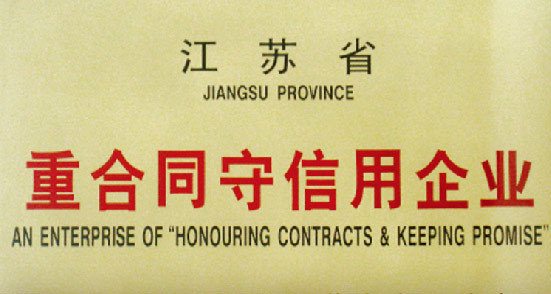 江苏省
JIANGSU PROVINCE
重合同守信用企业
AN ENTERPRISE OF “HONOURING CONTRACTS & KEEPING PROMISE”